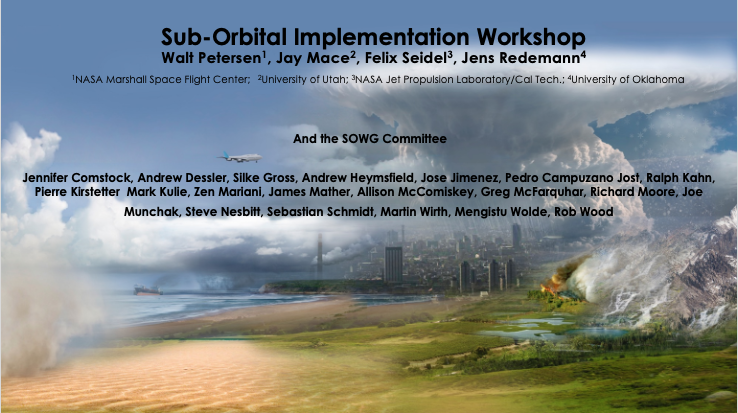 Sub-Orbital Implementation Workshop
Walt Petersen¹, Jay Mace², Felix Seidel³, Jens Redemann⁴
¹NASA Marshall Space Flight Center; ²University of Utah; ³NASA Jet Propulsion Laboratory/Cal Tech.; ⁴University of Oklahoma
And the SOWG Committee
Jennifer Comstock, Andrew Dessler, Silke Gross, Andrew Heymsfield, Jose Jimenez, Pedro Campuzano Jost, Ralph Kahn,
Pierre Kirstetter Mark Kulie, Zen Mariani, James Mather, Allison McComiskey, Greg McFarquhar, Richard Moore, Joe
Munchak, Steve Nesbitt, Sebastian Schmidt, Martin Wirth, Mengistu Wolde, Rob Wood